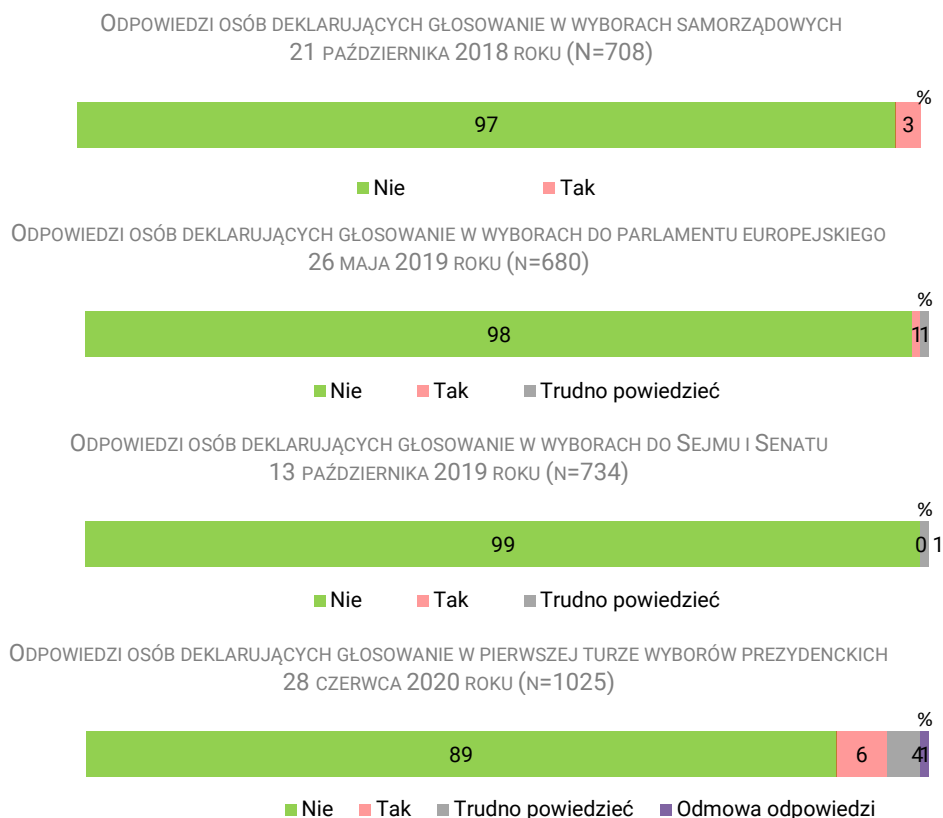 ODPOWIEDZI OSÓB DEKLARUJĄCYCH GŁOSOWANIE W WYBORACH SAMORZĄDOWYCH
21 PAŹDZIERNIKA 2018 ROKU (N=708)
%
97 3
Nie Tak
ODPOWIEDZI OSÓB DEKLARUJĄCYCH GŁOSOWANIE W WYBORACH DO PARLAMENTU EUROPEJSKIEGO
26 MAJA 2019 ROKU (N=680)
%
98 1 1
Nie Tak Trudno powiedzieć
ODPOWIEDZI OSÓB DEKLARUJĄCYCH GŁOSOWANIE W WYBORACH DO SEJMU I SENATU
13 PAŹDZIERNIKA 2019 ROKU (N=734)
%
99 0 1
Nie Tak Trudno powiedzieć
ODPOWIEDZI OSÓB DEKLARUJĄCYCH GŁOSOWANIE W PIERWSZEJ TURZE WYBORÓW PREZYDENCKICH
28 CZERWCA 2020 ROKU (N=1025)
%
89 6 4 1
Nie Tak Trudno powiedzieć Odmowa odpowiedzi